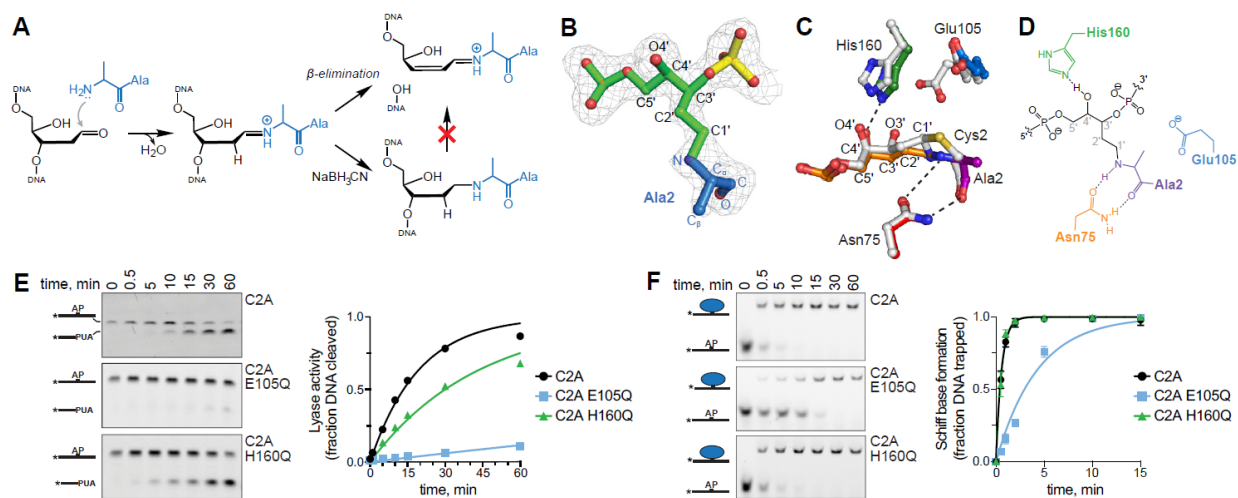 A
DNA
O
OH
O
O
DNA
H₂N
Ala
O
H₂O
DNA
O
OH
H
O
DNA
N
Ala
O
β-elimination
OH
DNA
NaBH₃CN
DNA
O
OH
N
Ala
O
DNA
O
OH
H
O
DNA
H
N
Ala
O
B
O4'
C4'
C5'
C2'
C3'
C1'
N
Ala2
Cα
C
O
Cβ
C
His160
Glu105
O4'
O3'
C1'
Cys2
C4'
C5'
C3'
C2'
Ala2
Asn75
D
His160
HN
N
H
O
4'
O
P
3'
O
O⊖
5'
P
O
O
O⊖
5'
3'
2'
1'
O
⊖O
Glu105
N
H
Ala2
O
O
N
H
H
Asn75
E
time, min
0 0.5 5 10 15 30 60
AP
*
C2A
*
PUA
AP
*
C2A
E105Q
*
PUA
AP
*
C2A
H160Q
*
PUA
Lyase activity
(fraction DNA cleaved)
1.0
0.5
0.0
0 15 30 45 60
time, min
C2A
C2A E105Q
C2A H160Q
F
time, min
0 0.5 5 10 15 30 60
*
C2A
AP
*
*
C2A
E105Q
AP
*
*
C2A
H160Q
AP
*
Schiff base formation
(fraction DNA trapped)
1.0
0.5
0.0
0 5 10 15
time, min
C2A
C2A E105Q
C2A H160Q